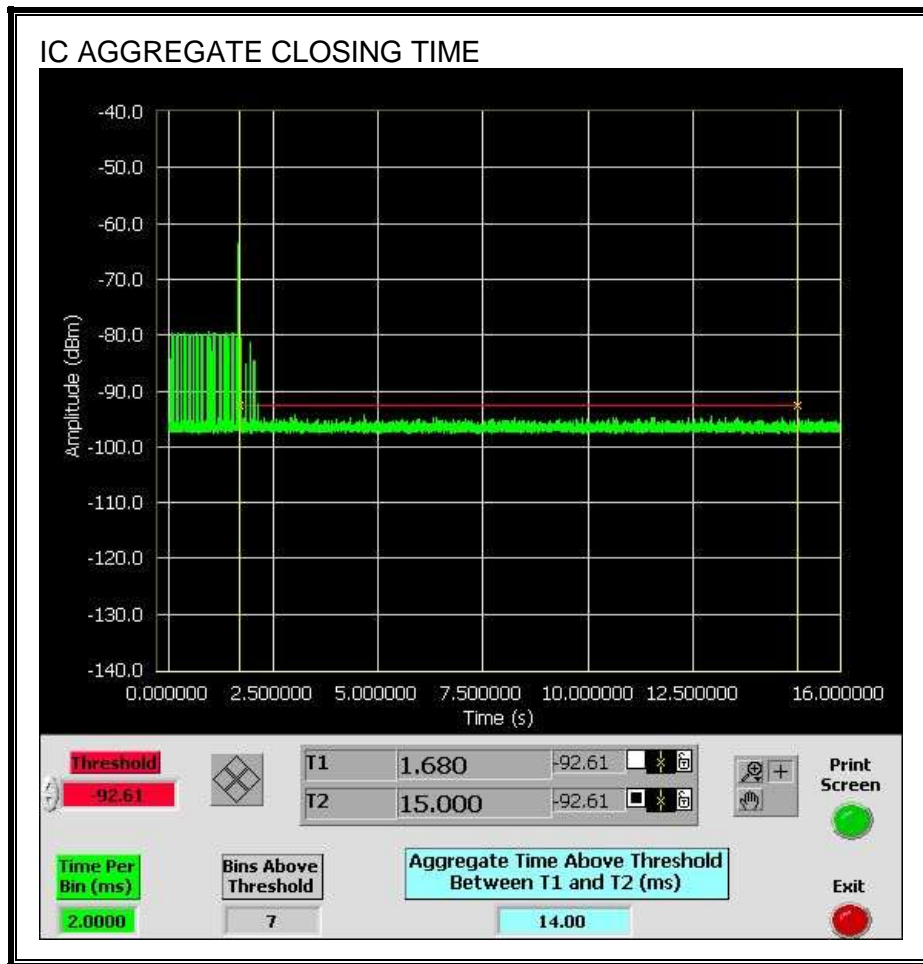 IC AGGREGATE CLOSING TIME
-40.0
-50.0
-60.0
-70.0
-80.0
-90.0
-100.0
-110.0
-120.0
-130.0
-140.0
Amplitude (dBm)
0.000000 2.500000 5.000000 7.500000 10.000000 12.500000 16.000000
Time (s)
Threshold
-92.61
T1 1.680 -92.61
T2 15.000 -92.61
Print
Screen
Time Per
Bin (ms)
2.0000
Bins Above
Threshold
7
Aggregate Time Above Threshold
Between T1 and T2 (ms)
14.00
Exit